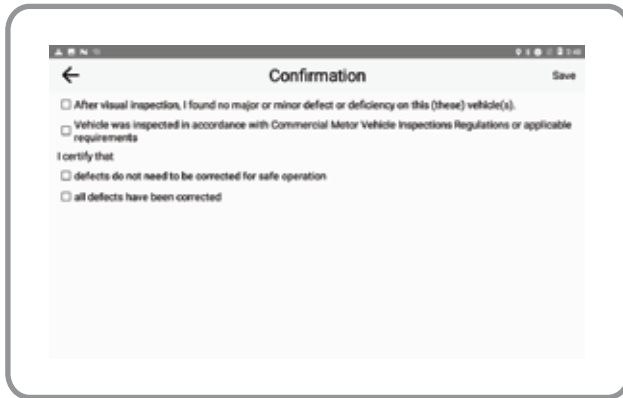 Confirmation
Save
After visual inspection, I found no major or minor defect or deficiency on this (these) vehicle(s).
Vehicle was inspected in accordance with Commercial Motor Vehicle Inspections Regulations or applicable
requirements
I certify that
defects do not need to be corrected for safe operation
all defects have been corrected